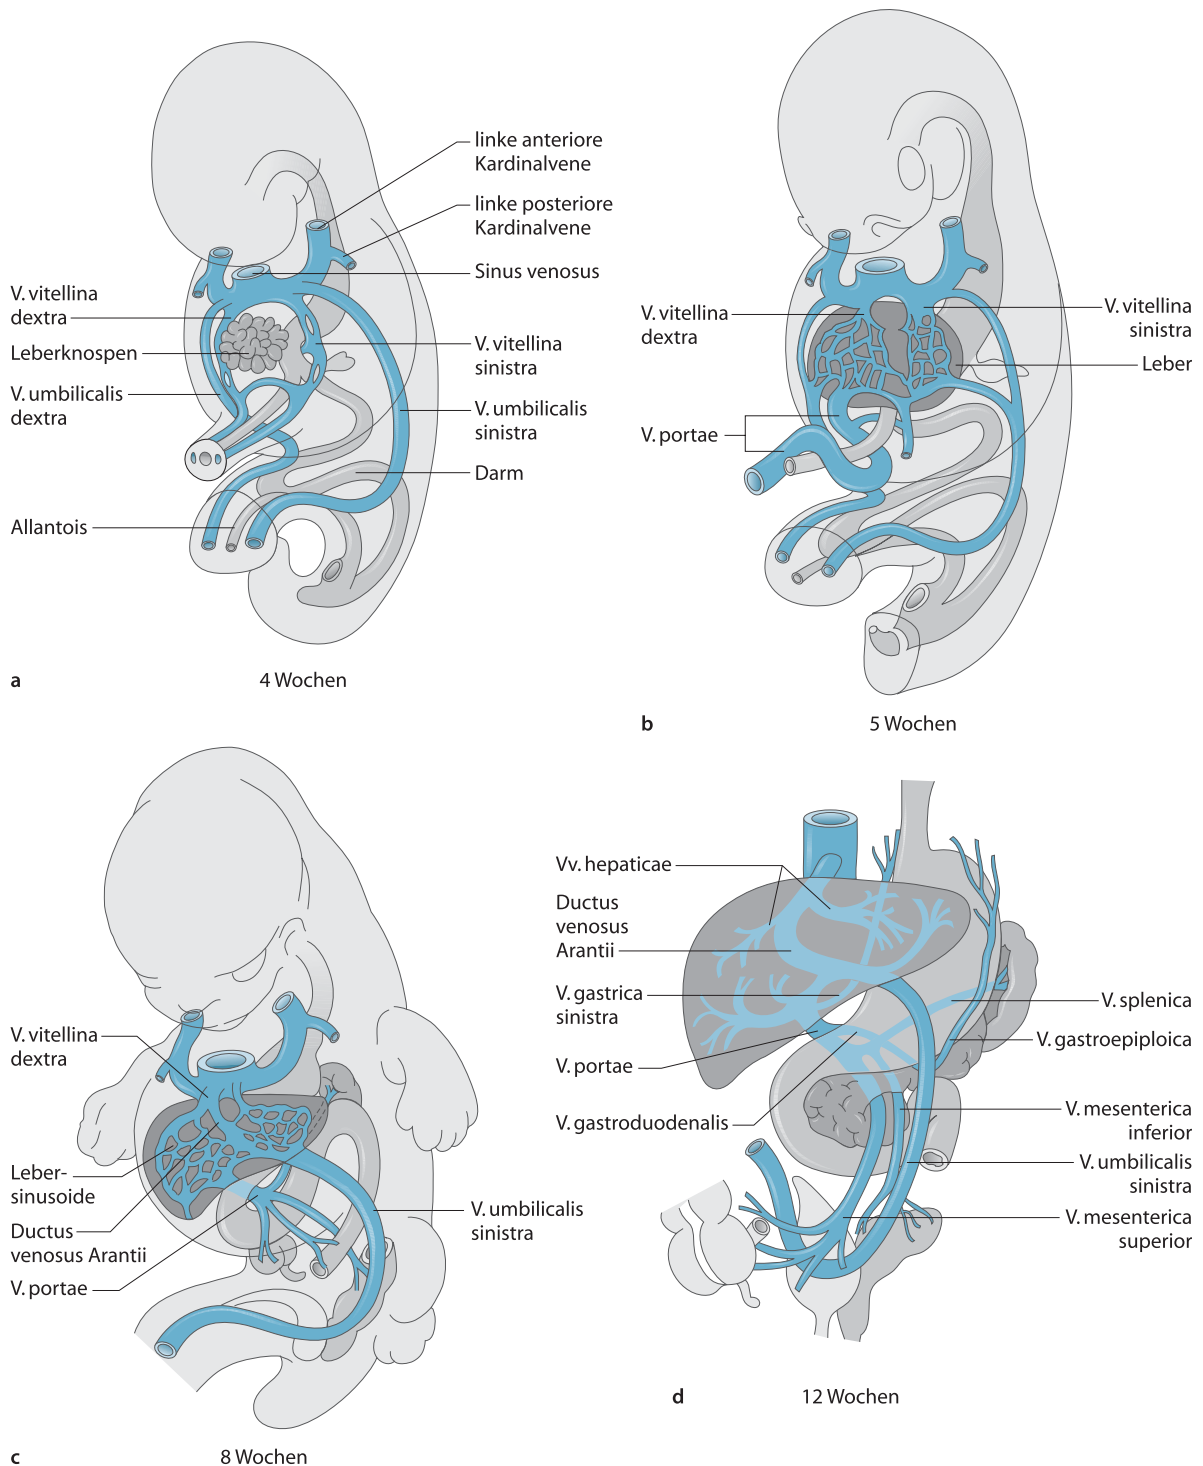 linke anteriore
Kardinalvene
linke posteriore
Kardinalvene
Sinus venosus
V. vitellina
dextra
Leberknospen
V. umbilicalis
dextra
V. vitellina
sinistra
V. umbilicalis
sinistra
Darm
Allantois
a
4 Wochen
V. vitellina
dextra
V. vitellina
sinistra
Leber
V. portae
b
5 Wochen
V. vitellina
dextra
Leber-
sinusoide
Ductus
venosus Arantii
V. portae
V. umbilicalis
sinistra
c
8 Wochen
Vv. hepaticae
Ductus
venosus
Arantii
V. gastrica
sinistra
V. portae
V. gastroduodenalis
V. splenica
V. gastroepiploica
V. mesenterica
inferior
V. umbilicalis
sinistra
V. mesenterica
superior
d
12 Wochen